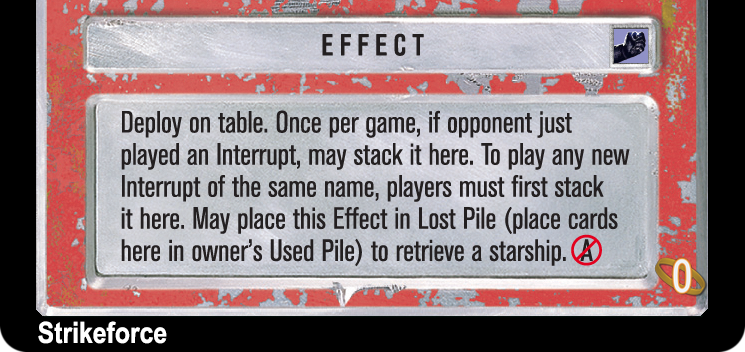 EFFECT
Deploy on table. Once per game, if opponent just
played an Interrupt, may stack it here. To play any new
Interrupt of the same name, players must first stack
it here. May place this Effect in Lost Pile (place cards
here in owner's Used Pile) to retrieve a starship. A
0
Strikeforce